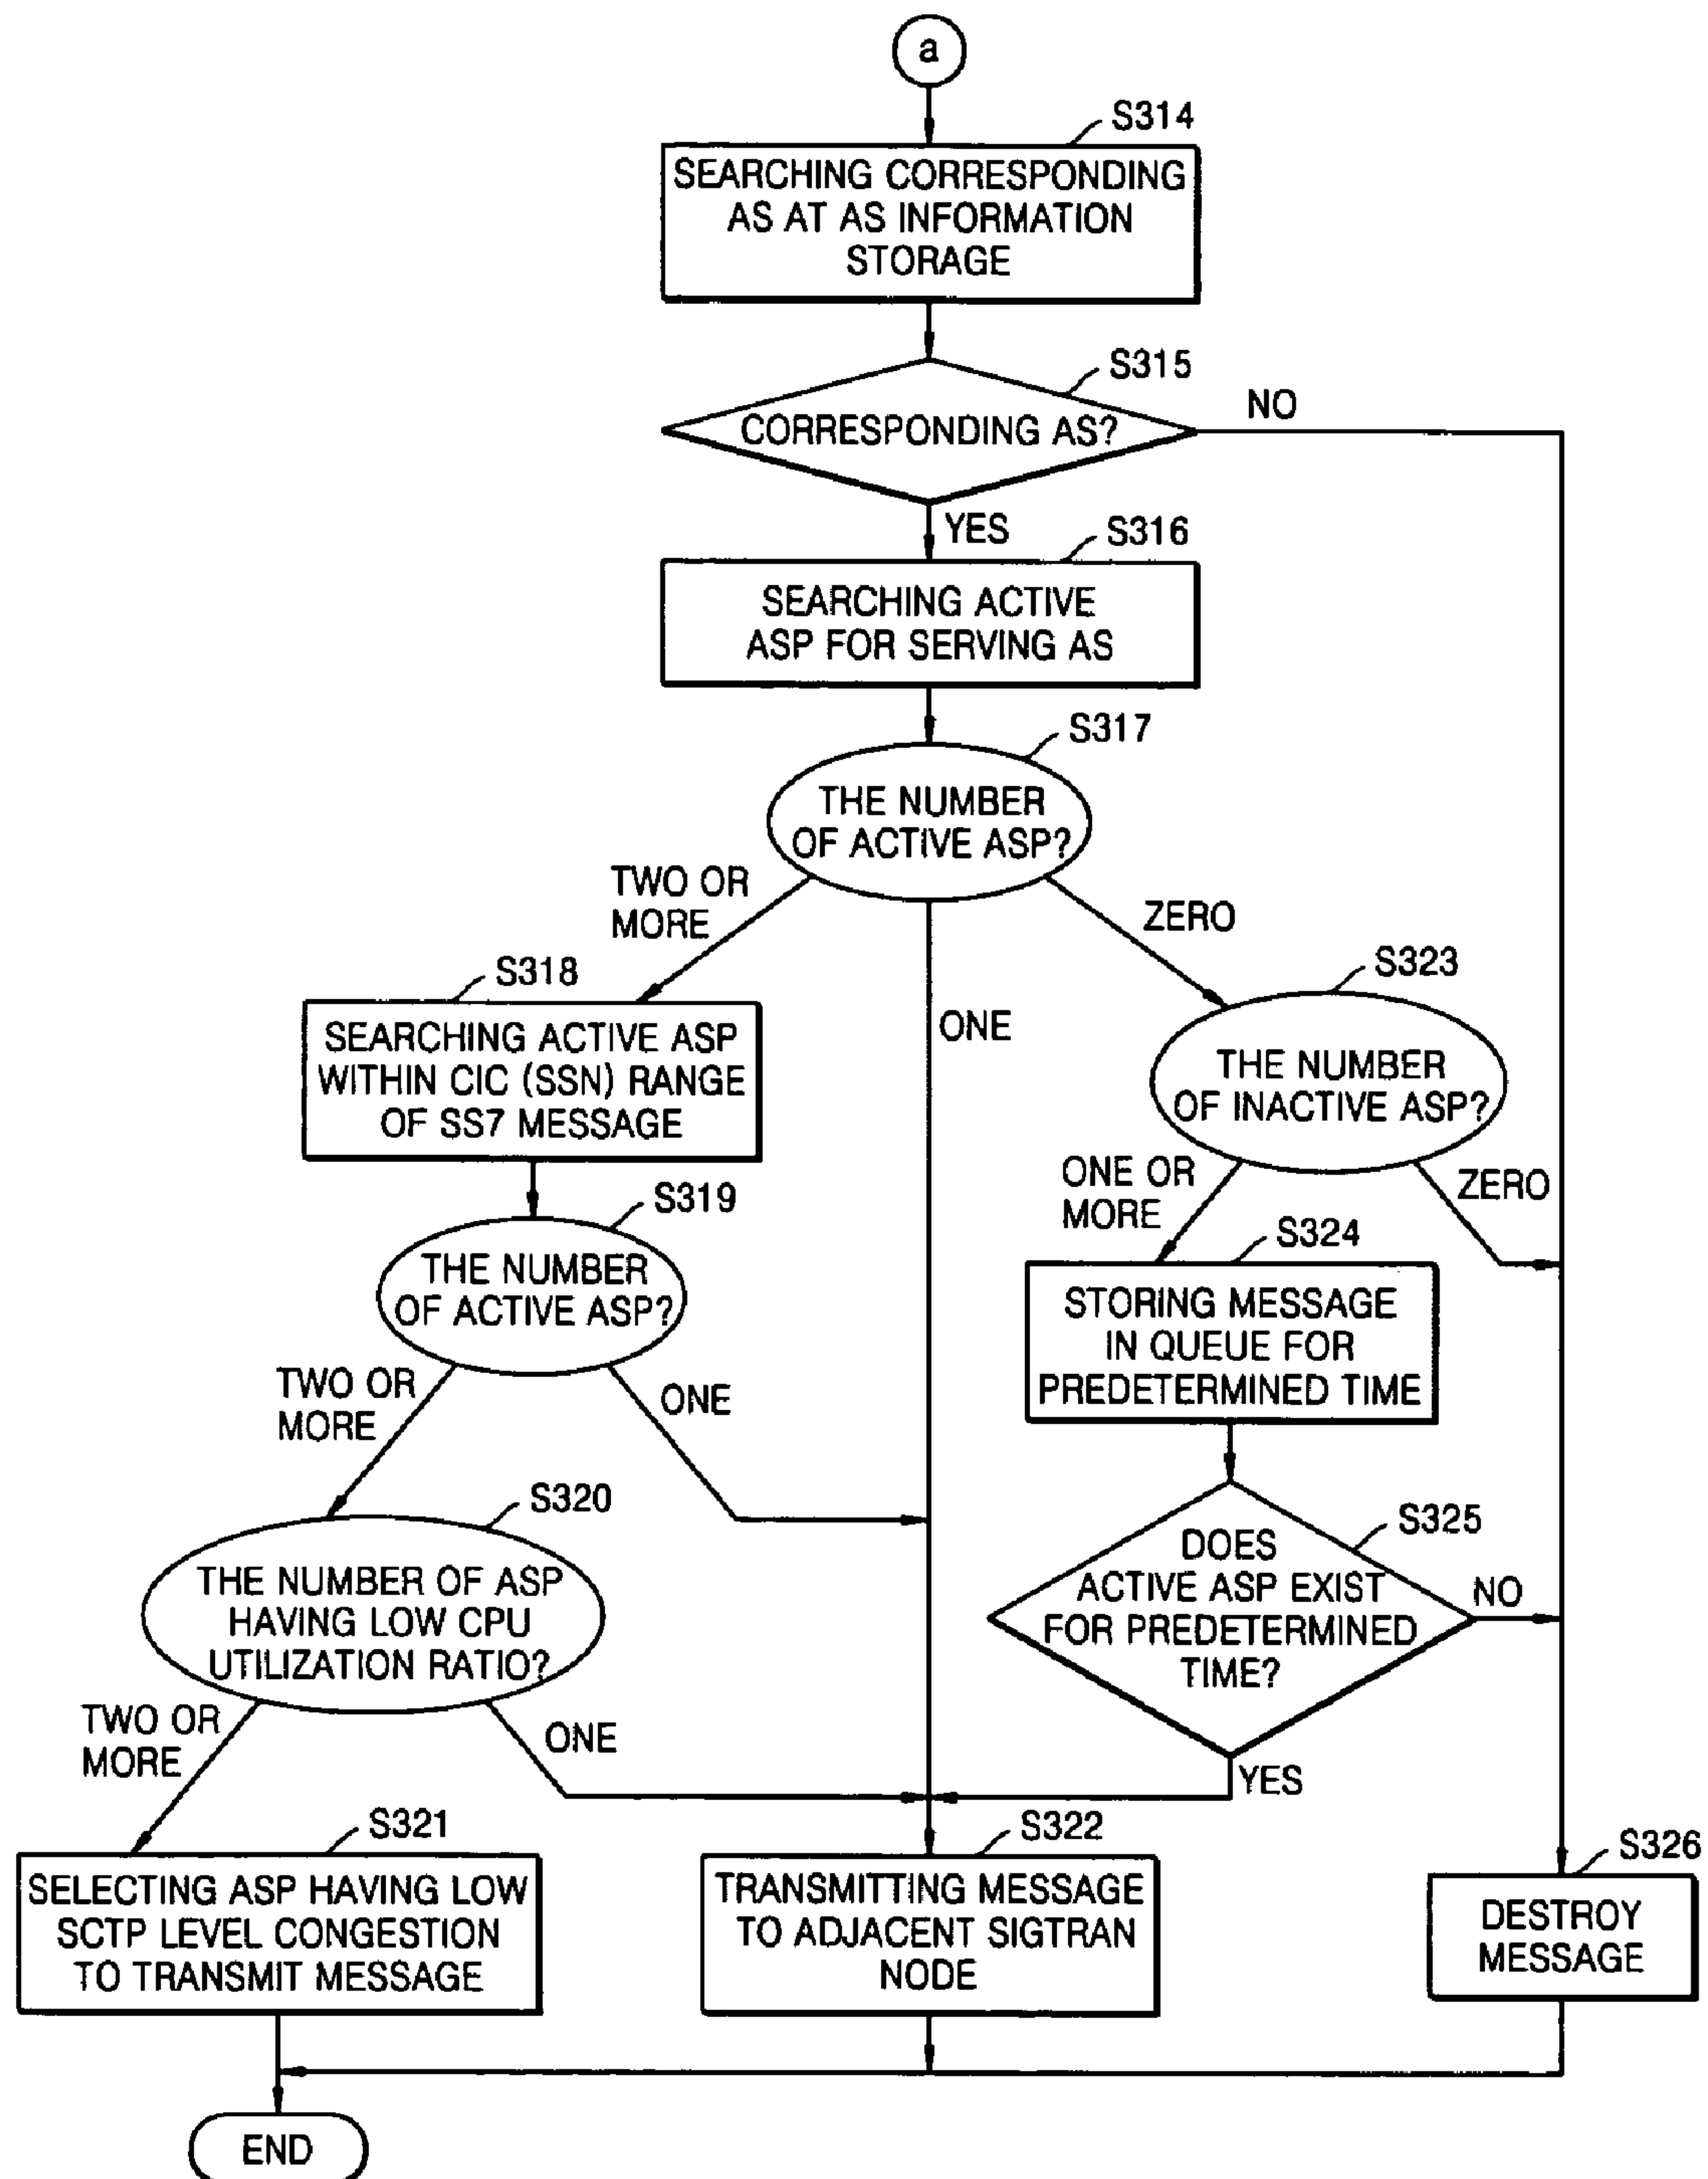 a
S314
SEARCHING CORRESPONDING
AS AT AS INFORMATION
STORAGE
S315
CORRESPONDING AS?
NO
YES
S316
SEARCHING ACTIVE
ASP FOR SERVING AS
S317
THE NUMBER
OF ACTIVE ASP?
TWO OR
MORE
ONE
ZERO
S318
SEARCHING ACTIVE ASP
WITHIN CIC (SSN) RANGE
OF SS7 MESSAGE
S323
THE NUMBER
OF INACTIVE ASP?
ONE OR
MORE
ZERO
S319
THE NUMBER
OF ACTIVE ASP?
TWO OR
MORE
ONE
S324
STORING MESSAGE
IN QUEUE FOR
PREDETERMINED TIME
S320
THE NUMBER OF ASP
HAVING LOW CPU
UTILIZATION RATIO?
TWO OR
MORE
ONE
S325
DOES
ACTIVE ASP EXIST
FOR PREDETERMINED
TIME?
NO
YES
S321
SELECTING ASP HAVING LOW
SCTP LEVEL CONGESTION
TO TRANSMIT MESSAGE
S322
TRANSMITTING MESSAGE
TO ADJACENT SIGTRAN
NODE
S326
DESTROY
MESSAGE
END